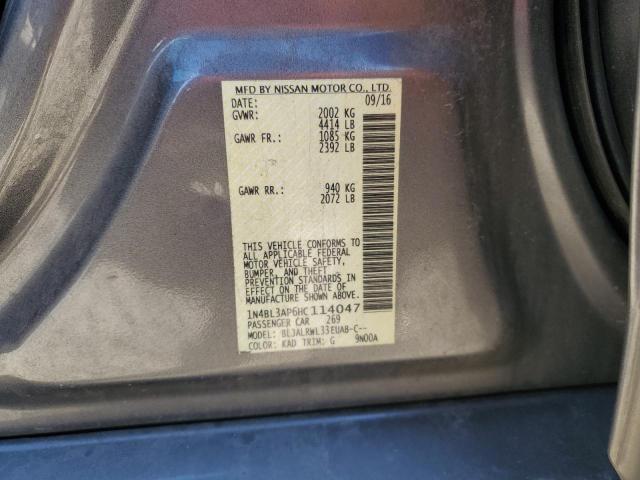 MFD BY NISSAN MOTOR CO., LTD.
DATE: 09/16
GVWR: 2002 KG
4414 LB
GAWR FR.: 1085 KG
2392 LB
GAWR RR.: 940 KG
2072 LB
THIS VEHICLE CONFORMS TO
ALL APPLICABLE FEDERAL
MOTOR VEHICLE SAFETY,
BUMPER, AND THEFT
PREVENTION STANDARDS
IN EFFECT ON THE DATE OF
MANUFACTURE SHOWN ABOVE.
1N4BL3AP6HC114047
PASSENGER CAR 269
MODEL: BL3ALRWL33EUAB-C--
COLOR: KAD TRIM: G 9N00A